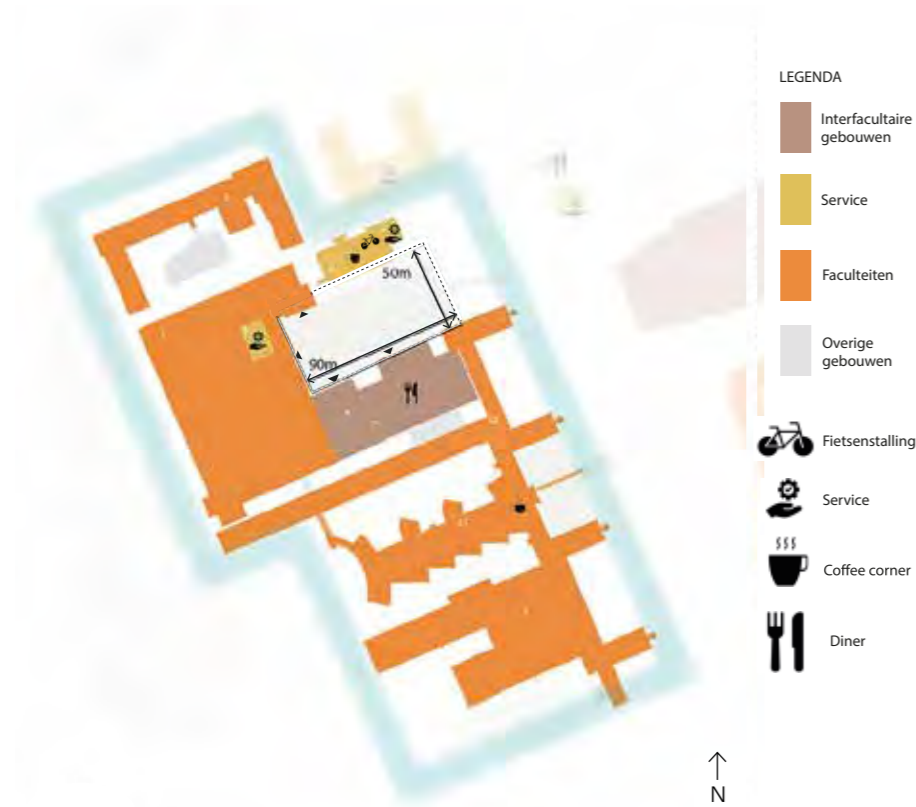 LEGENDA
Interfacultaire
gebouwen
Service
Faculteiten
Overige
gebouwen
Fietsenstalling
Service
Coffee corner
Diner
50m
90m
N